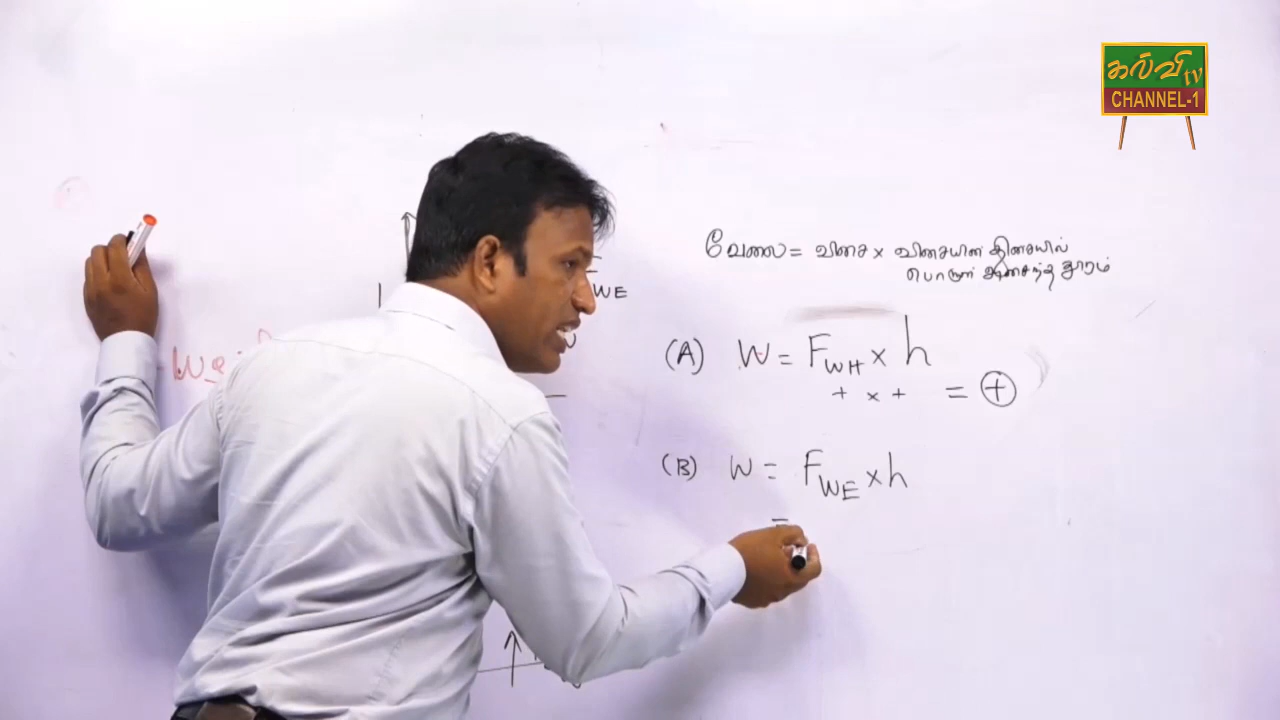 கல்வி tv
CHANNEL-1
வேலை = விசை × விசையின் திசையில்
பொருள் நகர்ந்த தூரம்
WE
(A) W = F_WH × h
+ × + = ⊕
(B) W = F_WE × h
=